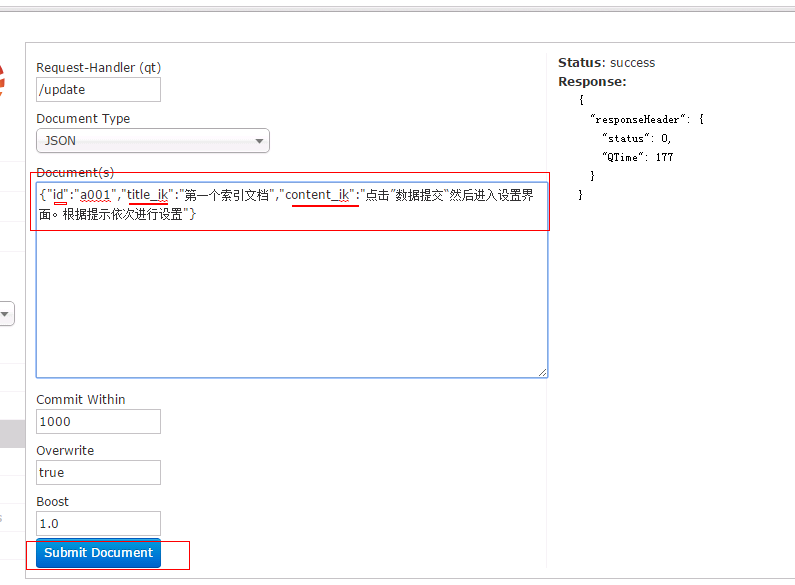 Request-Handler (qt)
/update
Document Type
JSON
Document(s)
{"id":"a001","title_ik":"第一个索引文档","content_ik":"点击”数据提交“然后进入设置界
面。根据提示依次进行设置"}
Commit Within
1000
Overwrite
true
Boost
1.0
Submit Document
Status: success
Response:
{
"responseHeader": {
"status": 0,
"QTime": 177
}
}